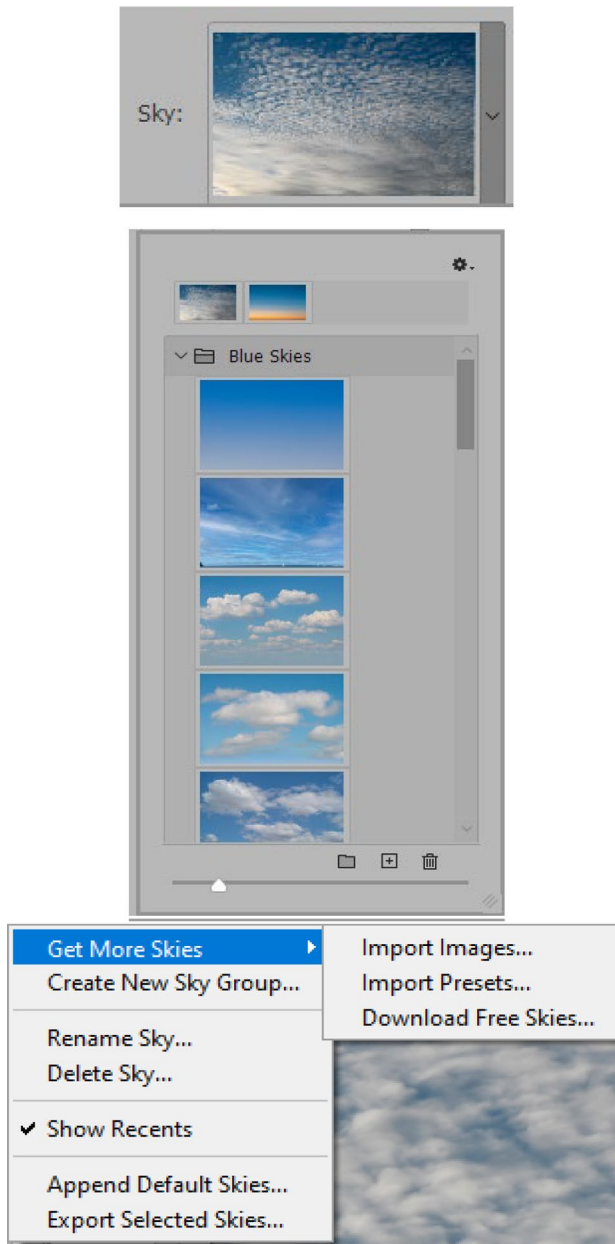 Sky:
Blue Skies
Get More Skies
Create New Sky Group...
Rename Sky...
Delete Sky...
Show Recents
Append Default Skies...
Export Selected Skies...
Import Images...
Import Presets...
Download Free Skies...